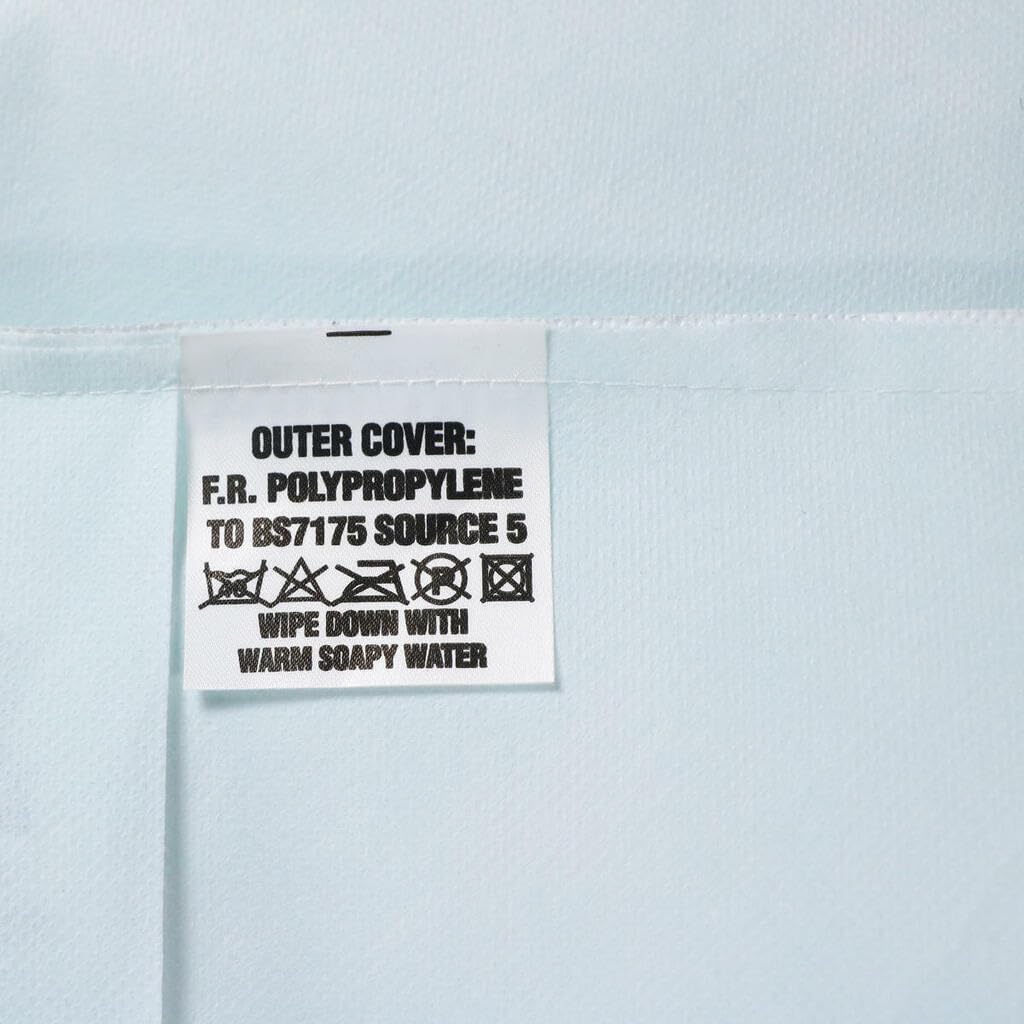 OUTER COVER:
F.R. POLYPROPYLENE
TO BS7175 SOURCE 5
WIPE DOWN WITH
WARM SOAPY WATER